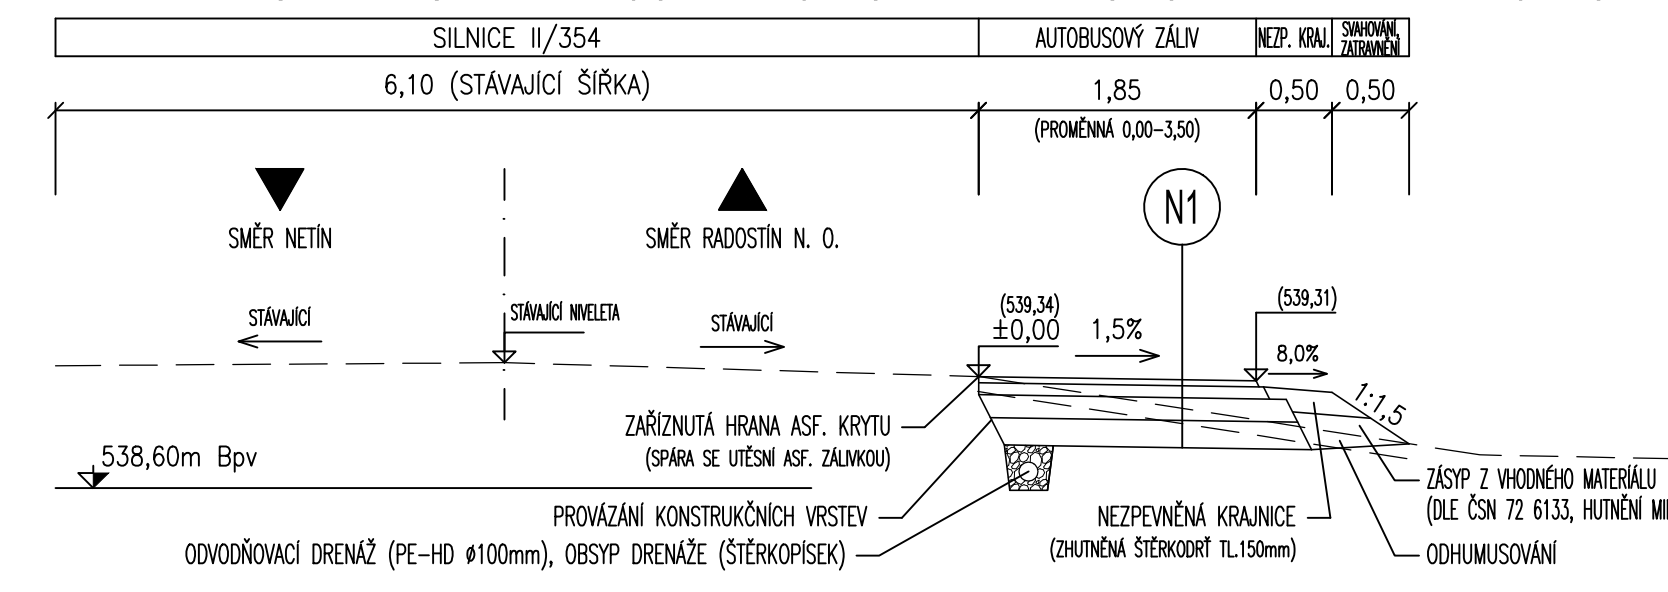 SILNICE II/354
AUTOBUSOVÝ ZÁLIV
NEZP. KRAJ.
SVAHOVÁNÍ,
ZATRAVNĚNÍ
6,10 (STÁVAJÍCÍ ŠÍŘKA)
1,85
0,50
0,50
(PROMĚNNÁ 0,00-3,50)
N1
SMĚR NETÍN
SMĚR RADOSTÍN N. O.
STÁVAJÍCÍ
STÁVAJÍCÍ NIVELETA
STÁVAJÍCÍ
(539,34)
±0,00
1,5%
(539,31)
8,0%
1:1,5
ZAŘÍZNUTÁ HRANA ASF. KRYTU
(SPÁRA SE UTĚSNÍ ASF. ZÁLIVKOU)
538,60m Bpv
PROVÁZÁNÍ KONSTRUKČNÍCH VRSTEV
ODVODŇOVACÍ DRENÁŽ (PE-HD ø100mm), OBSYP DRENÁŽE (ŠTĚRKOPÍSEK)
NEZPEVNĚNÁ KRAJNICE
(ZHUTNĚNÁ ŠTĚRKODRŤ TL.150mm)
ZÁSYP Z VHODNÉHO MATERÍÁLU
(DLE ČSN 72 6133, HUTNĚNÍ
ODHUMUSOVÁNÍ